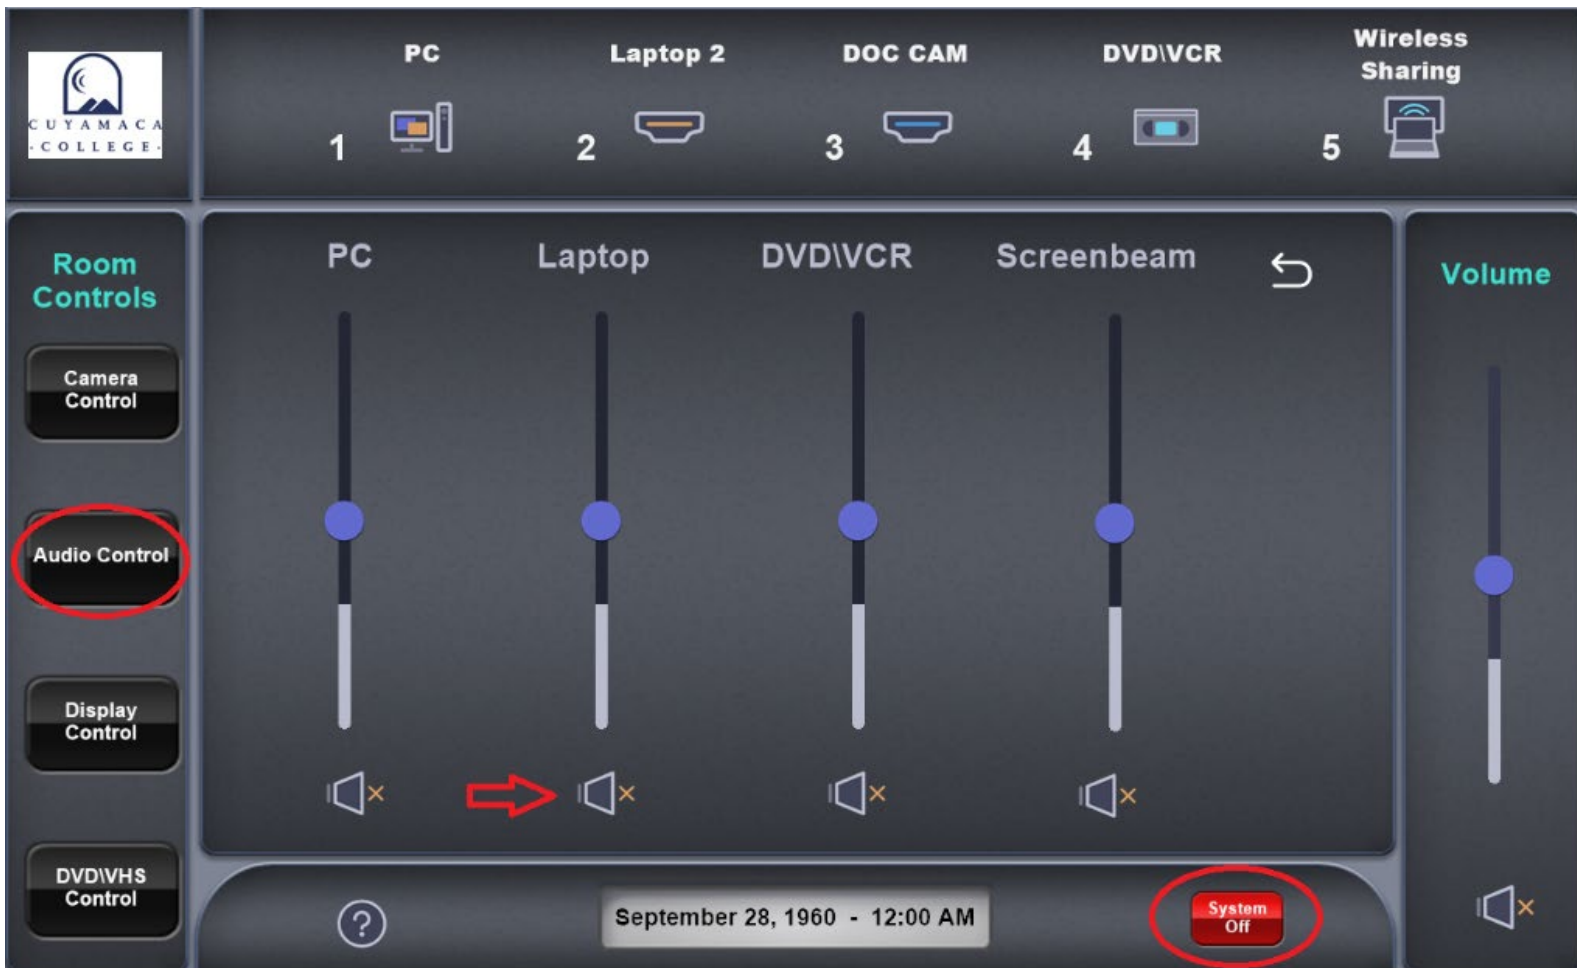 CUYAMACA
·COLLEGE·
PC
Laptop 2
DOC CAM
DVD\VCR
Wireless
Sharing
1
2
3
4
5
Room
Controls
Camera
Control
Audio Control
Display
Control
DVD\VHS
Control
PC
Laptop
DVD\VCR
Screenbeam
Volume
?
September 28, 1960 - 12:00 AM
System
Off